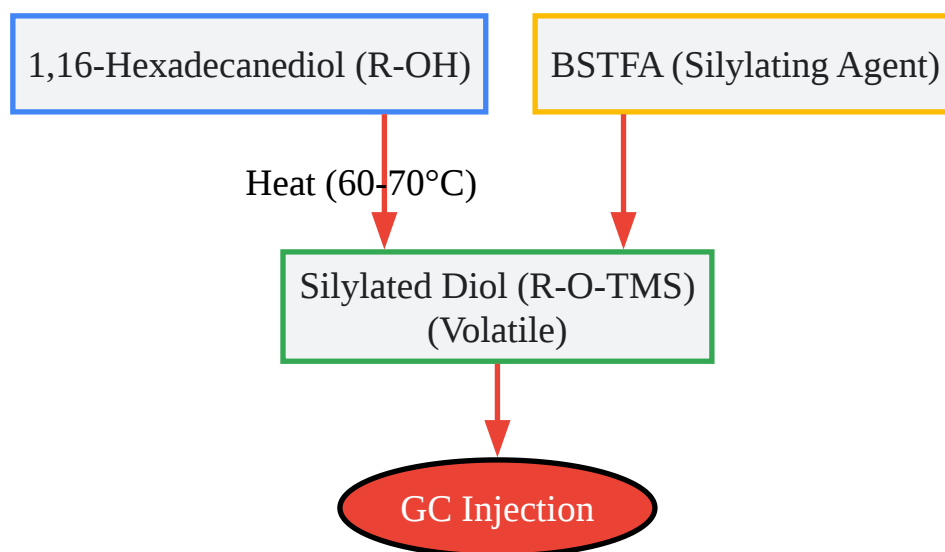 1,16-Hexadecanediol (R-OH)
BSTFA (Silylating Agent)
Heat (60-70°C)
Silylated Diol (R-O-TMS)
(Volatile)
GC Injection